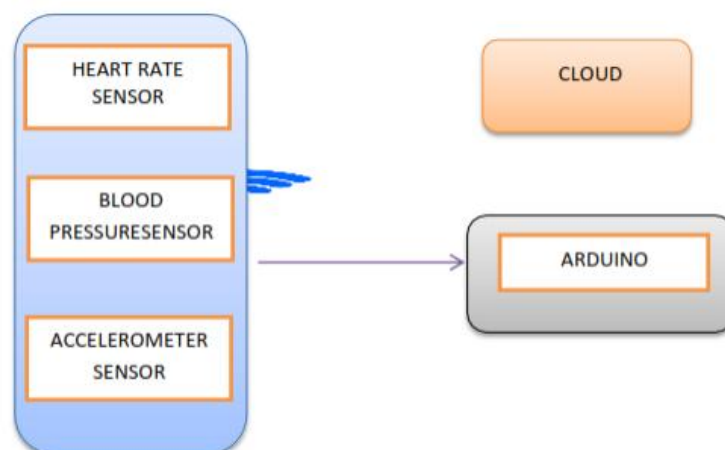 HEART RATE
SENSOR
BLOOD
PRESSURESENSOR
ACCELEROMETER
SENSOR
CLOUD
ARDUINO